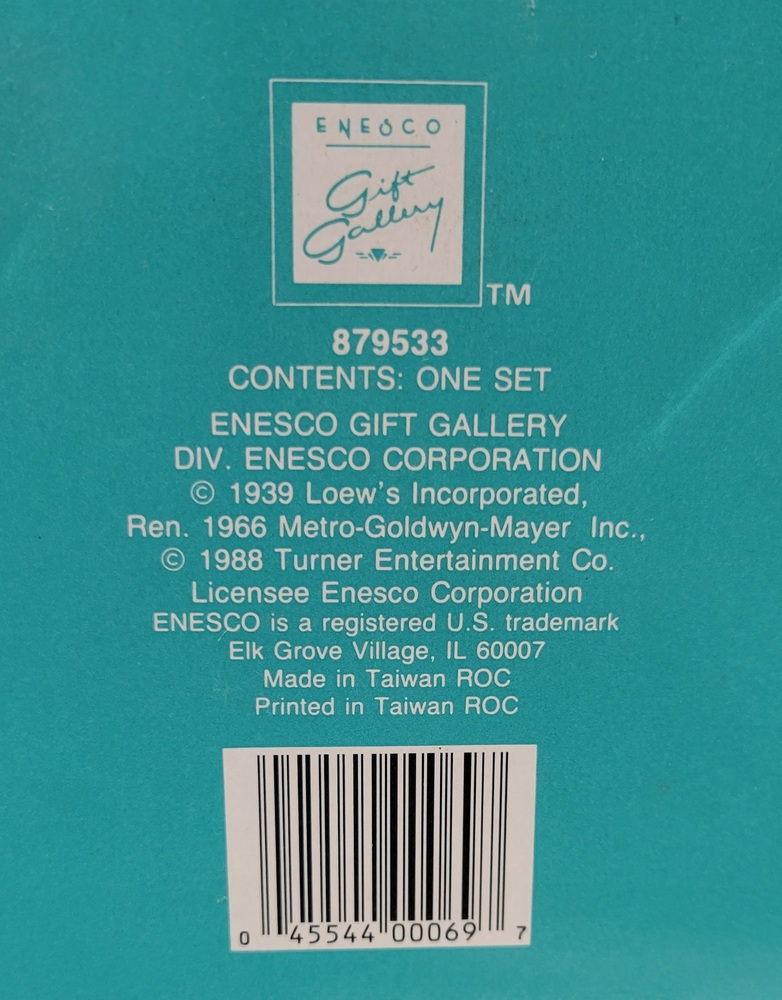 ENESCO
Gift
Gallery
TM
879533
CONTENTS: ONE SET
ENESCO GIFT GALLERY
DIV. ENESCO CORPORATION
© 1939 Loew's Incorporated,
Ren. 1966 Metro-Goldwyn-Mayer Inc.,
© 1988 Turner Entertainment Co.
Licensee Enesco Corporation
ENESCO is a registered U.S. trademark
Elk Grove Village, IL 60007
Made in Taiwan ROC
Printed in Taiwan ROC
0 45544 00069 7